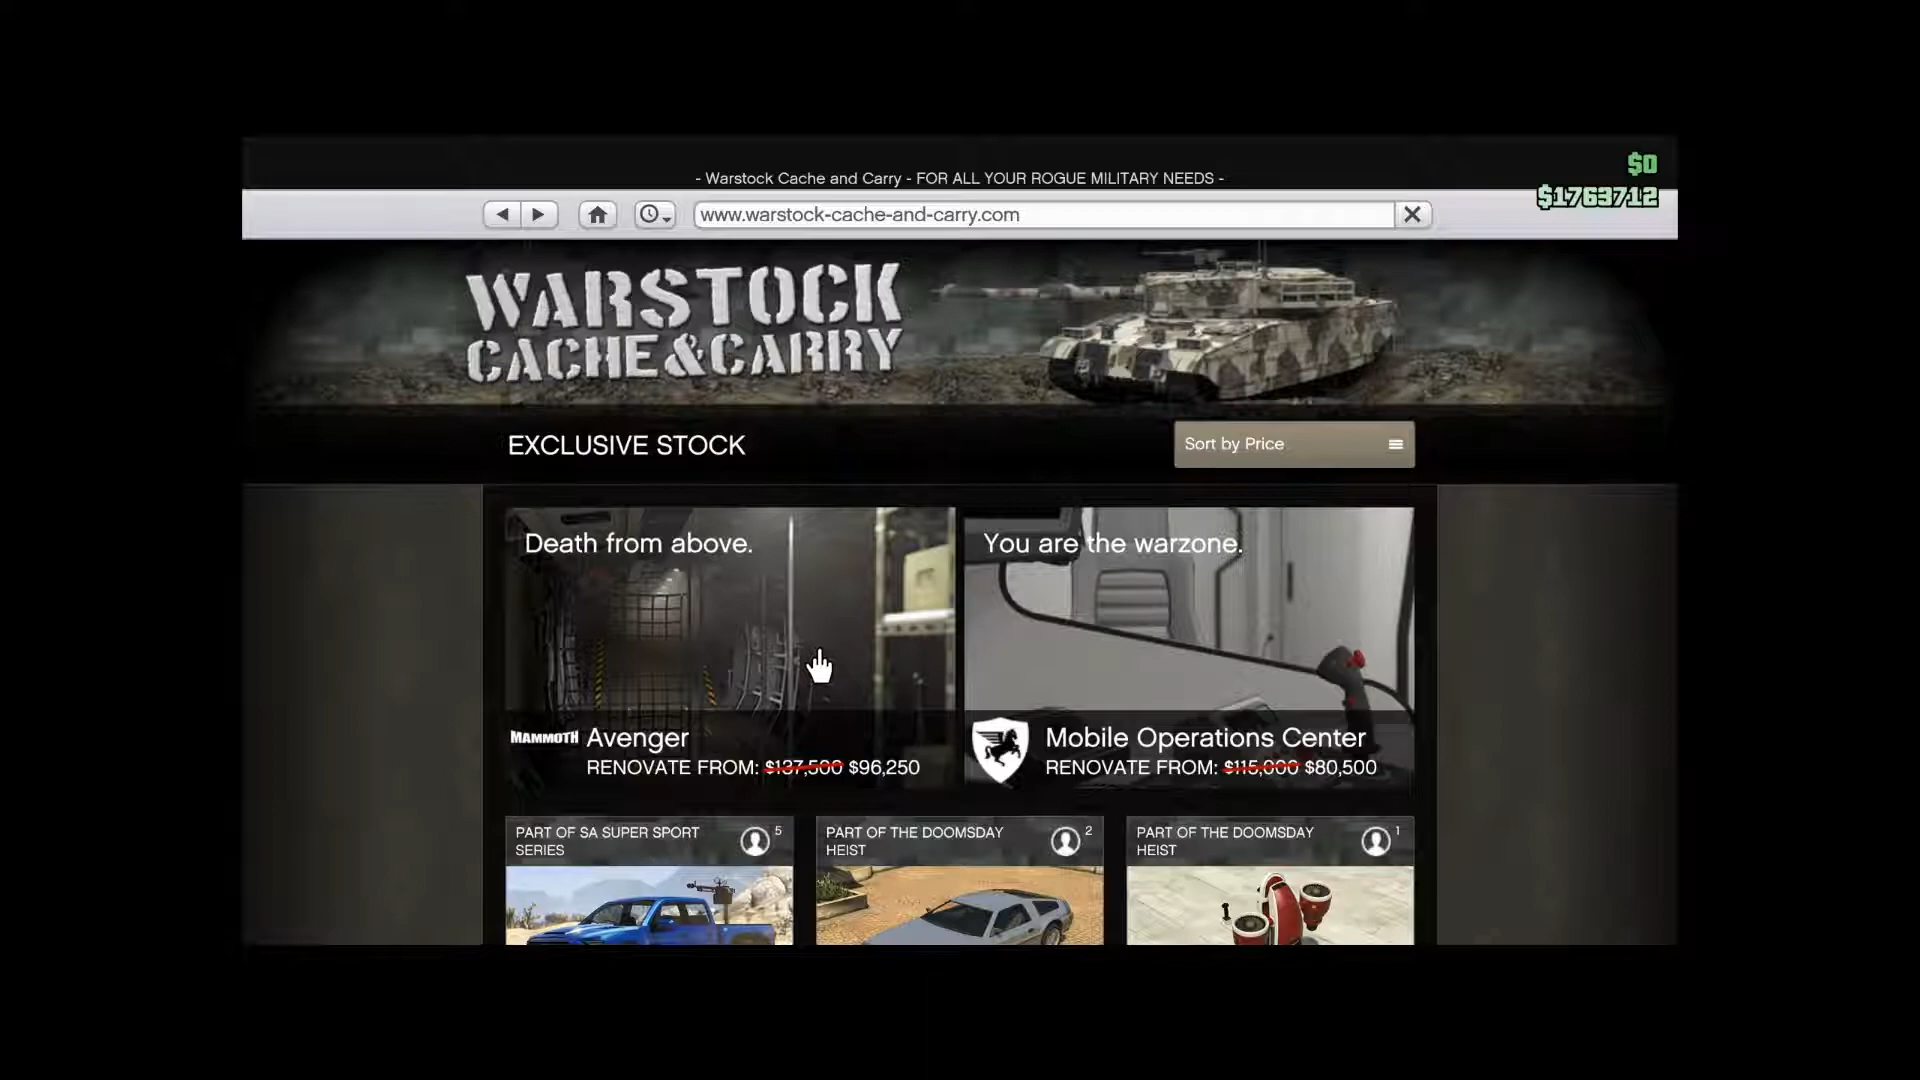 $0
- Warstock Cache and Carry - FOR ALL YOUR ROGUE MILITARY NEEDS -
$1763712
www.warstock-cache-and-carry.com
WARSTOCK
CACHE&CARRY
EXCLUSIVE STOCK
Sort by Price
Death from above.
You are the warzone.
MAMMOTH Avenger
RENOVATE FROM: $137,500 $96,250
Mobile Operations Center
RENOVATE FROM: $115,000 $80,500
PART OF SA SUPER SPORT
SERIES
5
PART OF THE DOOMSDAY
HEIST
2
PART OF THE DOOMSDAY
HEIST
1